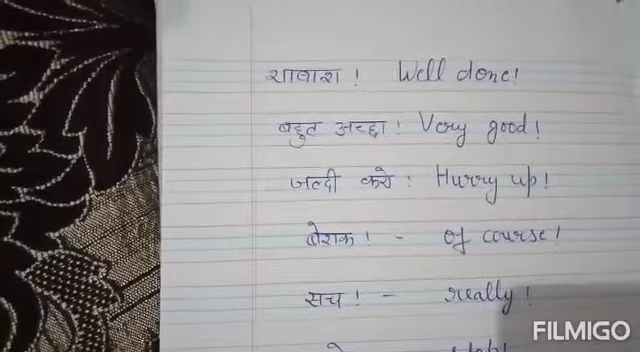 शाबाश ! Well done!
बहुत अच्छा ! Very good!
जल्दी करो : Hurry up!
बेशक ! - of course!
सच ! - really!
FILMIGO